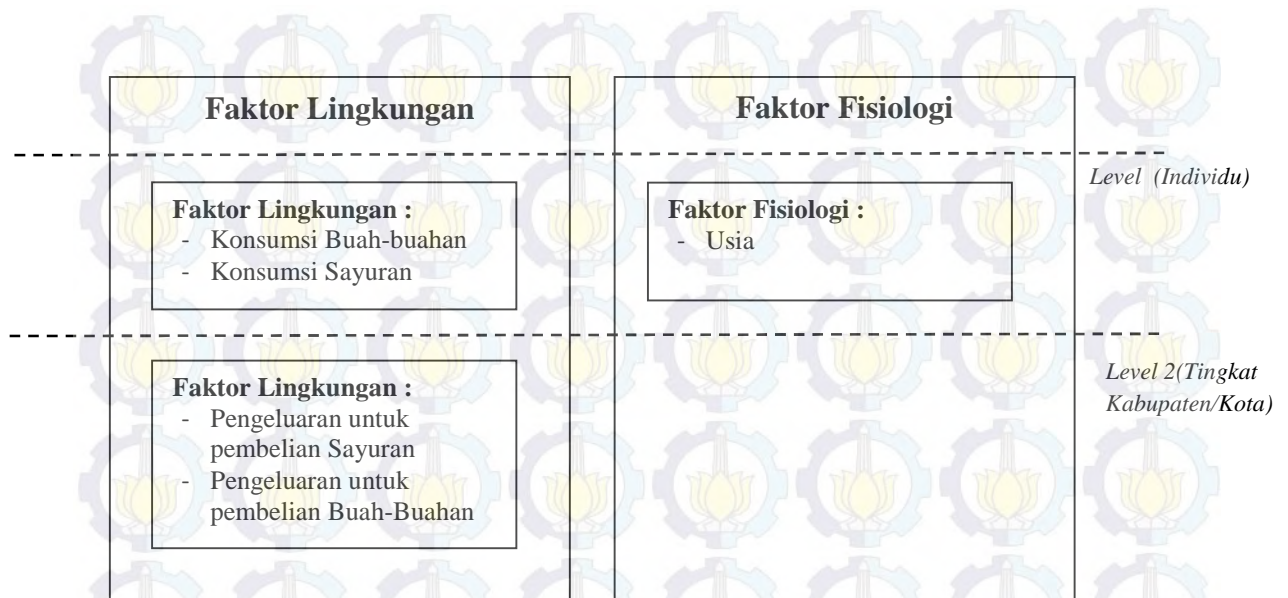 Faktor Lingkungan
Faktor Fisiologi
Level (Individu)
Faktor Lingkungan :
- Konsumsi Buah-buahan
- Konsumsi Sayuran
Faktor Fisiologi :
- Usia
Level 2(Tingkat
Kabupaten/Kota)
Faktor Lingkungan :
- Pengeluaran untuk
pembelian Sayuran
- Pengeluaran untuk
pembelian Buah-Buahan